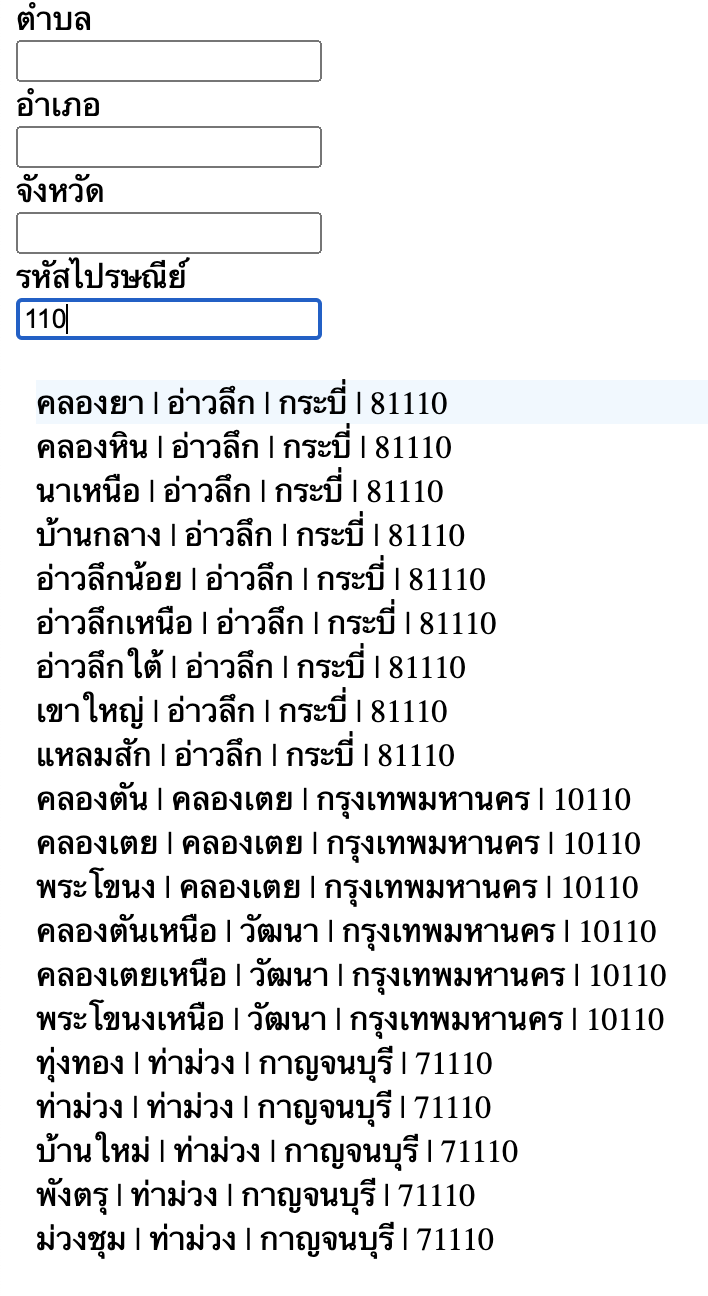 ตำบล
อำเภอ
จังหวัด
รหัสไปรษณีย์
110
คลองยา | อ่าวลึก | กระบี่ | 81110
คลองหิน | อ่าวลึก | กระบี่ | 81110
นาเหนือ | อ่าวลึก | กระบี่ | 81110
บ้านกลาง | อ่าวลึก | กระบี่ | 81110
อ่าวลึกน้อย | อ่าวลึก | กระบี่ | 81110
อ่าวลึกเหนือ | อ่าวลึก | กระบี่ | 81110
อ่าวลึกใต้ | อ่าวลึก | กระบี่ | 81110
เขาใหญ่ | อ่าวลึก | กระบี่ | 81110
แหลมสัก | อ่าวลึก | กระบี่ | 81110
คลองตัน | คลองเตย | กรุงเทพมหานคร | 10110
คลองเตย | คลองเตย | กรุงเทพมหานคร | 10110
พระโขนง | คลองเตย | กรุงเทพมหานคร | 10110
คลองตันเหนือ | วัฒนา | กรุงเทพมหานคร | 10110
คลองเตยเหนือ | วัฒนา | กรุงเทพมหานคร | 10110
พระโขนงเหนือ | วัฒนา | กรุงเทพมหานคร | 10110
ทุ่งทอง | ท่าม่วง | กาญจนบุรี | 71110
ท่าม่วง | ท่าม่วง | กาญจนบุรี | 71110
บ้านใหม่ | ท่าม่วง | กาญจนบุรี | 71110
พังตรุ | ท่าม่วง | กาญจนบุรี | 71110
ม่วงชุม | ท่าม่วง | กาญจนบุรี | 71110